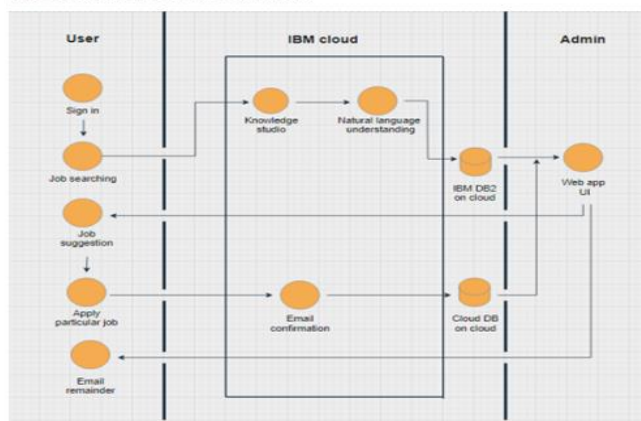 User
IBM cloud
Admin
Sign in
Knowledge
studio
Natural language
understanding
Job searching
IBM DB2
on cloud
Web app
UI
Job
suggestion
Apply
particular job
Email
confirmation
Cloud DB
on cloud
Email
remainder